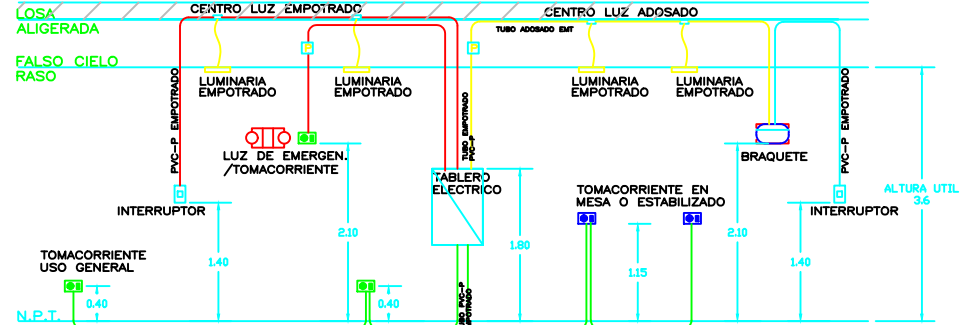 LOSA
ALIGERADA
CENTRO LUZ EMPOTRADO
CENTRO LUZ ADOSADO
TUBO ADOSADO EMT
FALSO CIELO
RASO
LUMINARIA
EMPOTRADO
LUMINARIA
EMPOTRADO
LUMINARIA
EMPOTRADO
LUMINARIA
EMPOTRADO
PVC-P EMPOTRADO
TUBO EMPOTRADO
PVC-P
PVC-P EMPOTRADO
LUZ DE EMERGEN.
/TOMACORRIENTE
BRAQUETE
TABLERO
ELECTRICO
TOMACORRIENTE EN
MESA O ESTABILIZADO
ALTURA UTIL
3.6
INTERRUPTOR
INTERRUPTOR
2.10
1.80
2.10
TOMACORRIENTE
USO GENERAL
1.40
1.15
1.40
0.40
0.40
PVC-P
N.P.T.